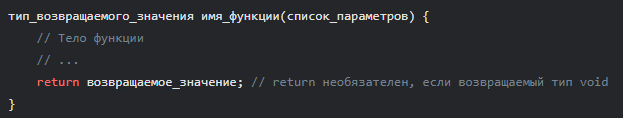 тип_возвращаемого_значения имя_функции(список_параметров) {
// Тело функции
// ...
return возвращаемое_значение; // return необязателен, если возвращаемый тип void
}